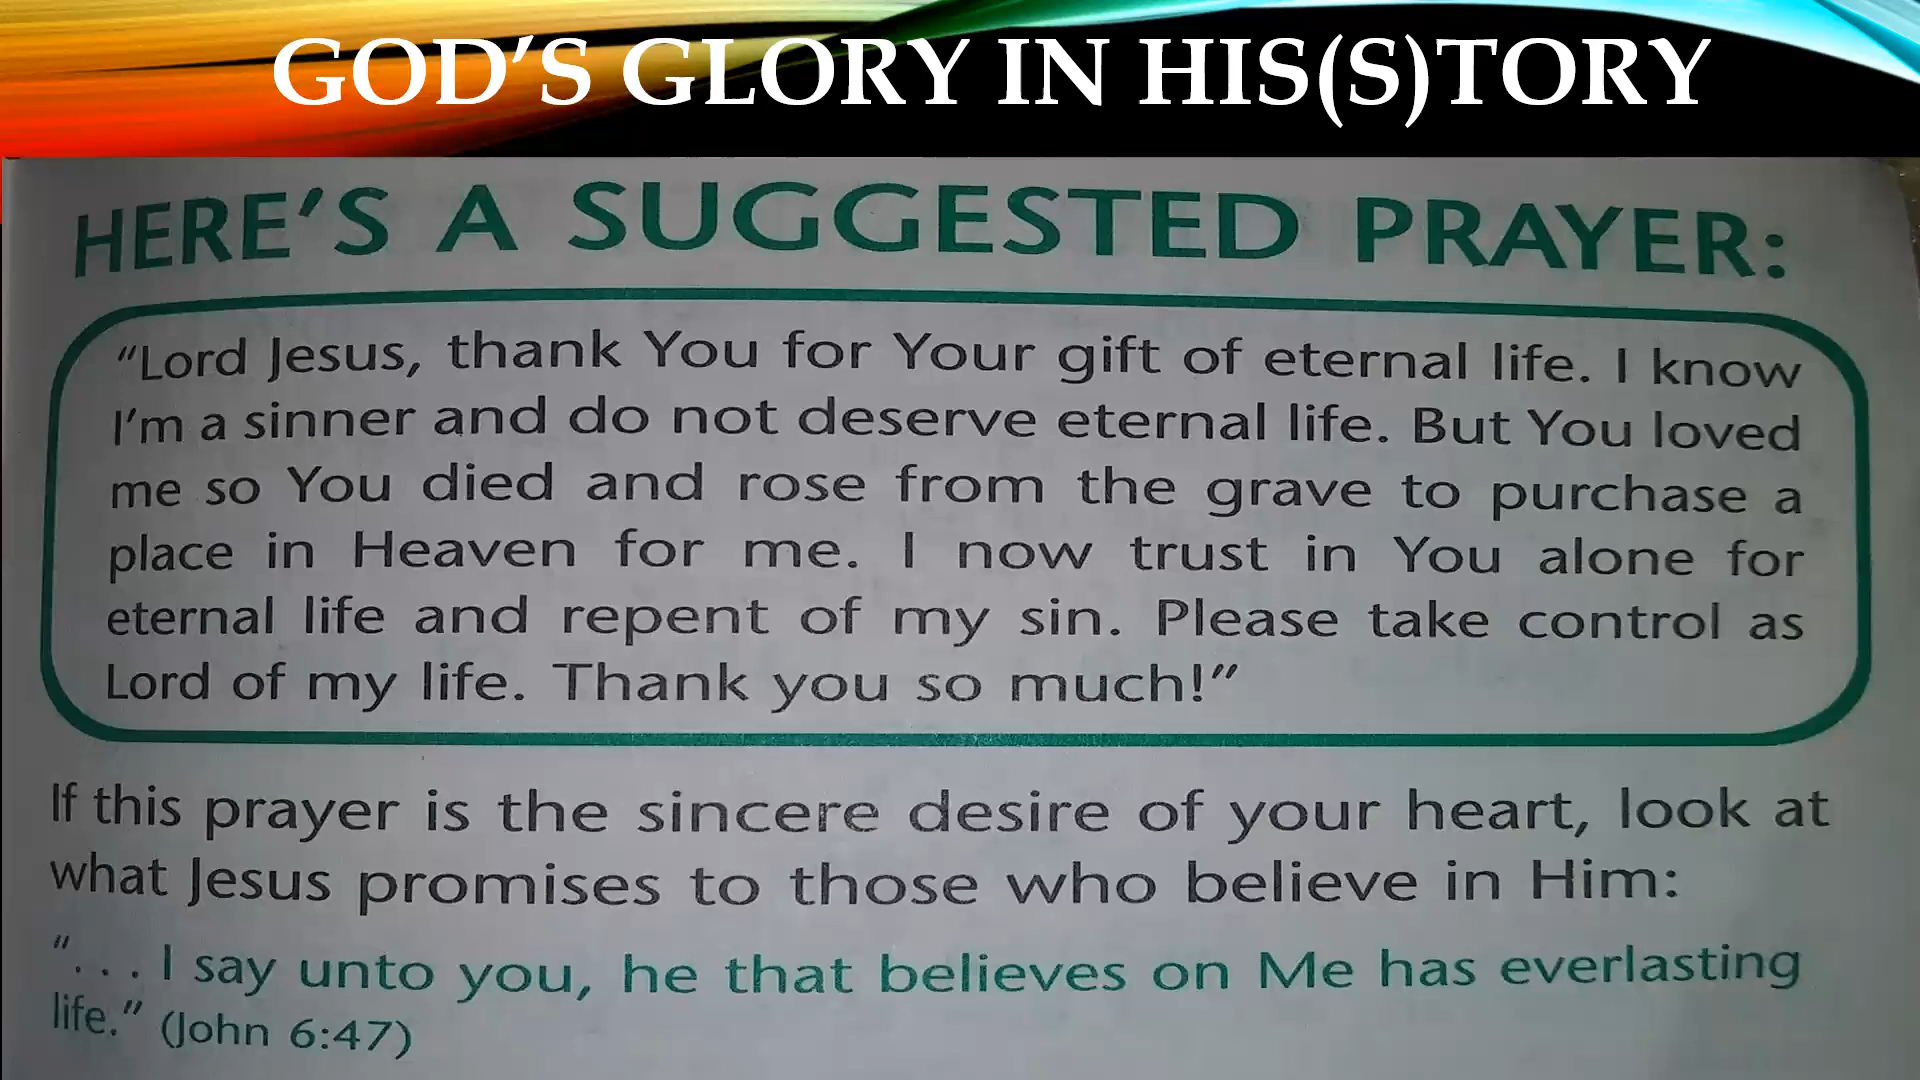 GOD'S GLORY IN HIS(S)TORY
HERE'S A SUGGESTED PRAYER:
"Lord Jesus, thank You for Your gift of eternal life. I know
I'm a sinner and do not deserve eternal life. But You loved
me so You died and rose from the grave to purchase a
place in Heaven for me. I now trust in You alone for
eternal life and repent of my sin. Please take control as
Lord of my life. Thank you so much!"
If this prayer is the sincere desire of your heart, look at
what Jesus promises to those who believe in Him:
". . . I say unto you, he that believes on Me has everlasting
life." (John 6:47)